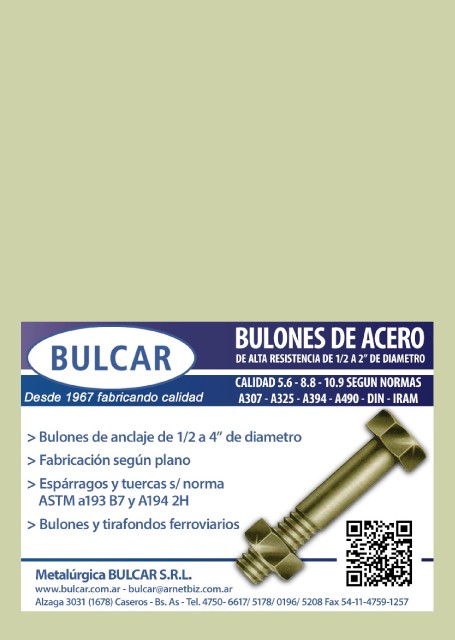 BULCAR
Desde 1967 fabricando calidad
BULONES DE ACERO
DE ALTA RESISTENCIA DE 1/2 A 2” DE DIAMETRO
CALIDAD 5.6 - 8.8 - 10.9 SEGUN NORMAS
A307 - A325 - A394 - A490 - DIN - IRAM
> Bulones de anclaje de 1/2 a 4” de diametro
> Fabricación según plano
> Espárragos y tuercas s/ norma
ASTM a193 B7 y A194 2H
> Bulones y tirafondos ferroviarios
Metalúrgica BULCAR S.R.L.
www.bulcar.com.ar - bulcar@arnetbiz.com.ar
Alzaga 3031 (1678) Caseros - Bs. As - Tel. 4750- 6617/ 5178/ 0196/ 5208 Fax 54-11-4759-1257